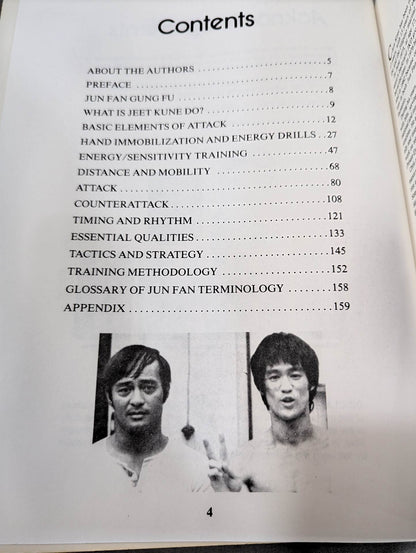 Contents
ABOUT THE AUTHORS . . . . . . . . . . . . . . . . . . . . 5
PREFACE . . . . . . . . . . . . . . . . . . . . . . . . . . . . . . . 7
JUN FAN GUNG FU . . . . . . . . . . . . . . . . . . . . . . . 8
WHAT IS JEET KUNE DO? . . . . . . . . . . . . . . . . . . 9
BASIC ELEMENTS OF ATTACK . . . . . . . . . . . . . . 12
HAND IMMOBILIZATION AND ENERGY DRILLS . . 27
ENERGY/SENSITIVITY TRAINING . . . . . . . . . . . . 47
DISTANCE AND MOBILITY . . . . . . . . . . . . . . . . . 68
ATTACK . . . . . . . . . . . . . . . . . . . . . . . . . . . . . . . 80
COUNTERATTACK . . . . . . . . . . . . . . . . . . . . . . . 108
TIMING AND RHYTHM . . . . . . . . . . . . . . . . . . . . 121
ESSENTIAL QUALITIES . . . . . . . . . . . . . . . . . . . . 133
TACTICS AND STRATEGY . . . . . . . . . . . . . . . . . . 145
TRAINING METHODOLOGY . . . . . . . . . . . . . . . . 152
GLOSSARY OF JUN FAN TERMINOLOGY . . . . . . . 158
APPENDIX . . . . . . . . . . . . . . . . . . . . . . . . . . . . . 159
4